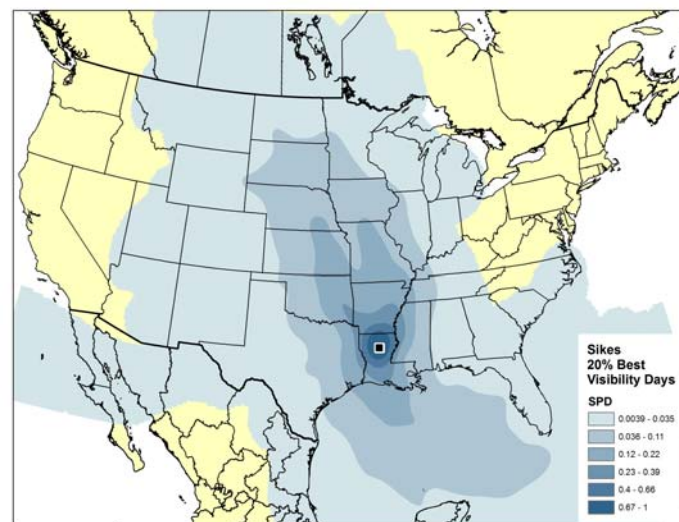 Sikes
20% Best
Visibility Days
SPD
0.0039 - 0.035
0.036 - 0.11
0.12 - 0.22
0.23 - 0.39
0.4 - 0.66
0.67 - 1